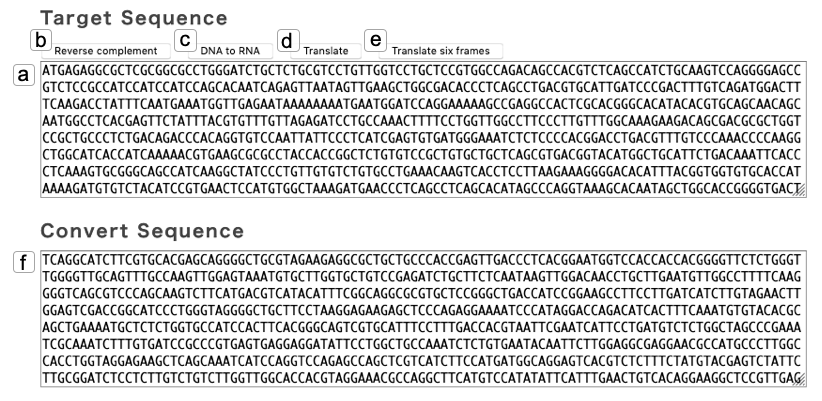 Target Sequence
b Reverse complement c DNA to RNA d Translate e Translate six frames
a ATGAGAGGCGCTCGCGGCGCCTGGGATCTGCTCTGCGTCCTGTTGGTCCTGCTCCGTGGCCAGACAGCCACGTCTCAGCCATCTGCAAGTCCAGGGGAGCC
GTCTCCGCCATCCATCCATCCAGCACAATCAGAGTTAATAGTTGAAGCTGGCGACACCCTCAGCCTGACGTGCATTGATCCCGACTTTGTCAGATGGACTT
TCAAGACCTATTTCAATGAAATGGTTGAGAATAAAAAAAATGAATGGATCCAGGAAAAAGCCGAGGCCACTCGCACGGGCACATACACGTGCAGCAACAGC
AATGGCCTCACGAGTTCTATTTACGTGTTTGTTAGAGATCCTGCCAAACTTTTCCTGGTTGGCCTTCCCTTGTTTGGCAAAGAAGACAGCGACGCGCTGGT
CCGCTGCCCTCTGACAGACCCACAGGTGTCCAATTATTCCCTCATCGAGTGTGATGGGAAATCTCTCCCCACGGACCTGACGTTTGTCCCAAACCCCAAGG
CTGGCATCACCATCAAAAACGTGAAGCGCGCCTACCACCGGCTCTGTGTCCGCTGTGCTGCTCAGCGTGACGGTACATGGCTGCATTCTGACAAATTCACC
CTCAAAGTGCGGGCAGCCATCAAGGCTATCCCTGTTGTGTCTGTGCCTGAAACAAGTCACCTCCTTAAGAAAGGGGACACATTTACGGTGGTGTGCACCAT
AAAAGATGTGTCTACATCCGTGAACTCCATGTGGCTAAAGATGAACCCTCAGCCTCAGCACATAGCCCAGGTAAAGCACAATAGCTGGCACCGGGGTGACT
Convert Sequence
f TCAGGCATCTTCGTGCACGAGCAGGGGCTGCGTAGAAGAGGCGCTGCTGCCCACCGAGTTGACCCTCACGGAATGGTCCACCACCACGGGGTTCTCTGGGT
TGGGGTTGCAGTTTGCCAAGTTGGAGTAAATGTGCTTGGTGCTGTCCGAGATCTGCTTCTCAATAAGTTGGACAACCTGCTTGAATGTTGGCCTTTTCAAG
GGGTCAGCGTCCCAGCAAGTCTTCATGACGTCATACATTTCGGCAGGCGCGTGCTCCGGGCTGACCATCCGGAAGCCTTCCTTGATCATCTTGTAGAACTT
GGAGTCGACCGGCATCCCTGGGTAGGGGCTGCTTCCTAAGGAGAAGAGCTCCCAGAGGAAAATCCCATAGGACCAGACATCACTTTCAAATGTGTACACGC
AGCTGAAAATGCTCTCTGGTGCCATCCACTTCACGGGCAGTCGTGCATTTCCTTTGACCACGTAATTCGAATCATTCCTGATGTCTCTGGCTAGCCCGAAA
TCGCAAATCTTTGTGATCCGCCCGTGAGTGAGGAGGATATTCCTGGCTGCCAAATCTCTGTGAATACAATTCTTGGAGGCGAGGAACGCCATGCCCTTGGC
CACCTGGTAGGAGAAGCTCAGCAAATCATCCAGGTCCAGAGCCAGCTCGTCATCTTCCATGATGGCAGGAGTCACGTCTCTTTCTATGTACGAGTCTATTC
TTGCGGATCTCCTCTTGTCTGTCTTGGTTGGCACCACGTAGGAAACGCCAGGCTTCATGTCCATATATTCATTTGAACTGTCACAGGAAGGCTCCGTTGAG